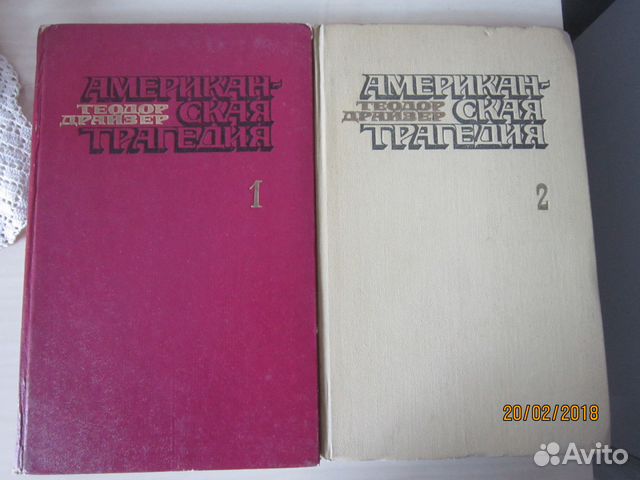 АМЕРИКАН-
ТЕОДОР СКАЯ
ДРАЙЗЕР
ТРАГЕДИЯ
1
АМЕРИКАН-
ТЕОДОР СКАЯ
ДРАЙЗЕР
ТРАГЕДИЯ
2
20/02/2018
Avito